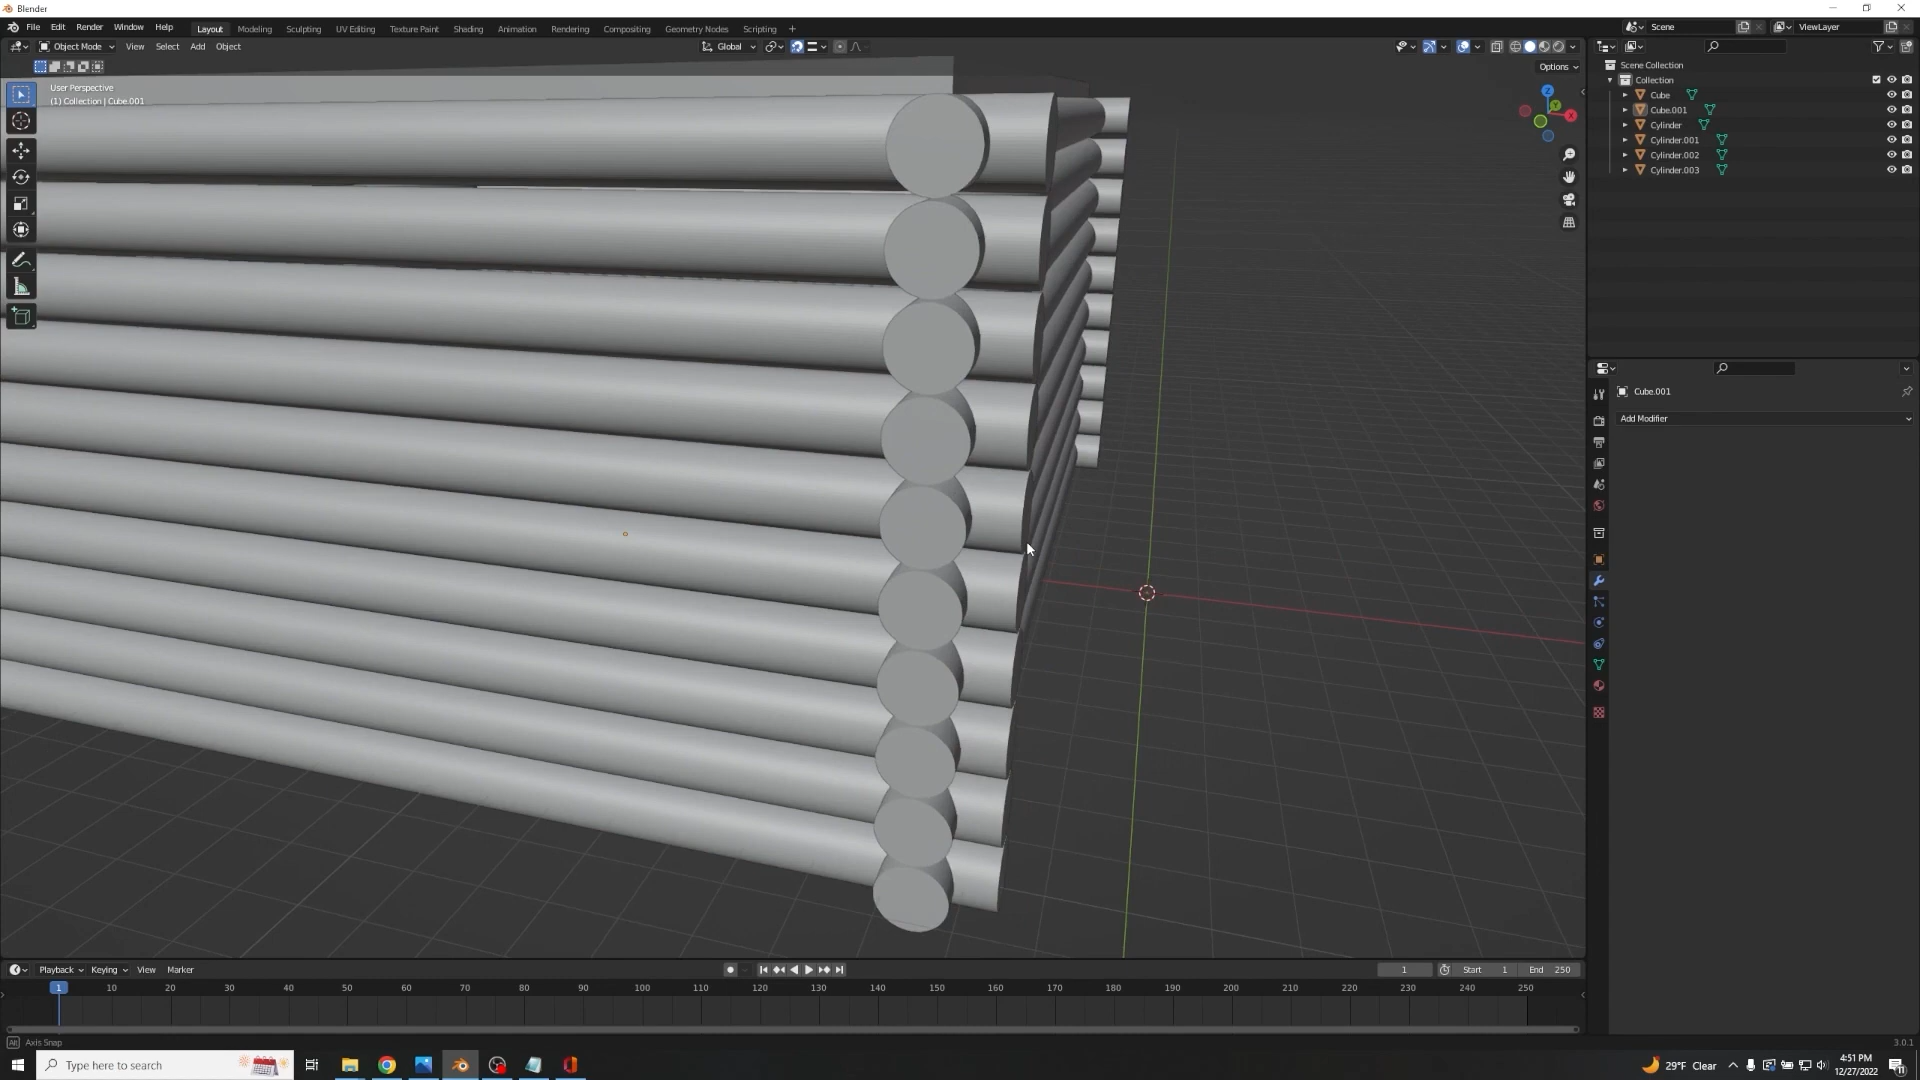 Blender
File Edit Render Window Help Layout Modeling Sculpting UV Editing Texture Paint Shading Animation Rendering Compositing Geometry Nodes Scripting + Scene ViewLayer
Object Mode View Select Add Object Global
Options
User Perspective
(1) Collection | Cube.001
Z
Y
X
Scene Collection
Collection
Cube
Cube.001
Cylinder
Cylinder.001
Cylinder.002
Cylinder.003
Cube.001
Add Modifier
Playback Keying View Marker 1 Start 1 End 250
1 10 20 30 40 50 60 70 80 90 100 110 120 130 140 150 160 170 180 190 200 210 220 230 240 250
Alt Axis Snap 3.0.1
Type here to search 29°F Clear 4:51 PM
12/27/2022
11